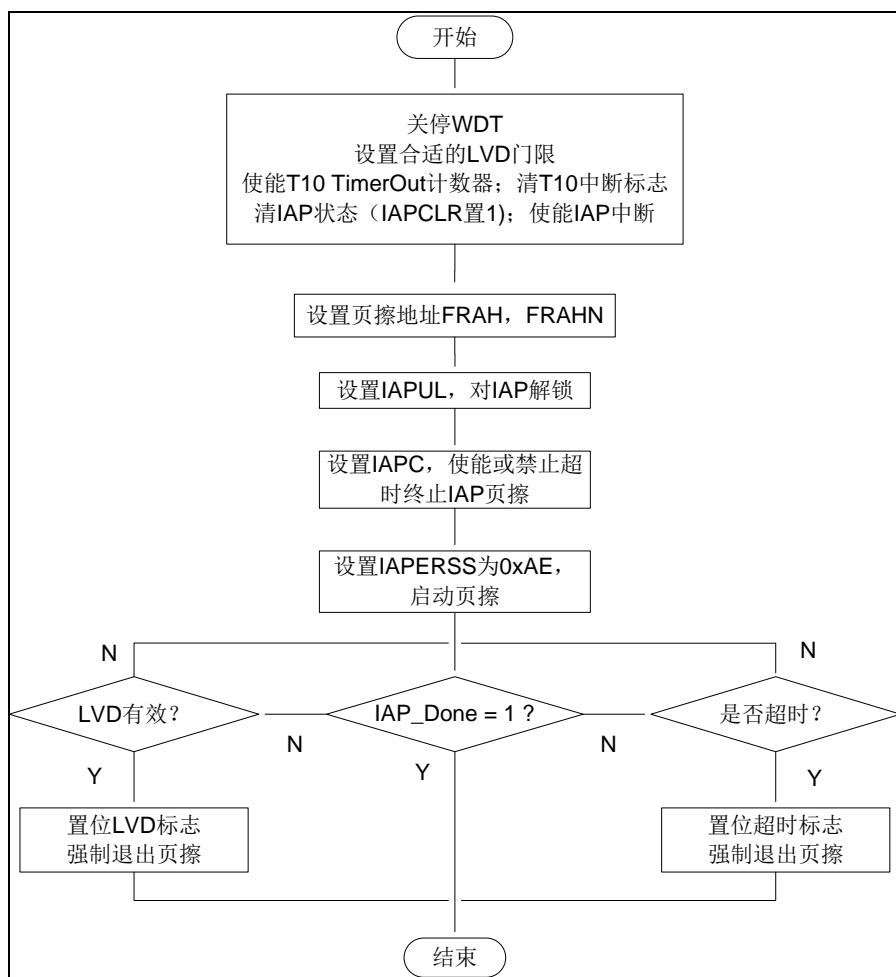 开始
关停WDT
设置合适的LVD门限
使能T10 TimerOut计数器；清T10中断标志
清IAP状态（IAPCLR置1)；使能IAP中断
设置页擦地址FRAH，FRAHN
设置IAPUL，对IAP解锁
设置IAPC，使能或禁止超
时终止IAP页擦
设置IAPERSS为0xAE，
启动页擦
N
N
LVD有效？
IAP_Done = 1 ?
是否超时？
N
N
Y
Y
Y
置位LVD标志
强制退出页擦
置位超时标志
强制退出页擦
结束